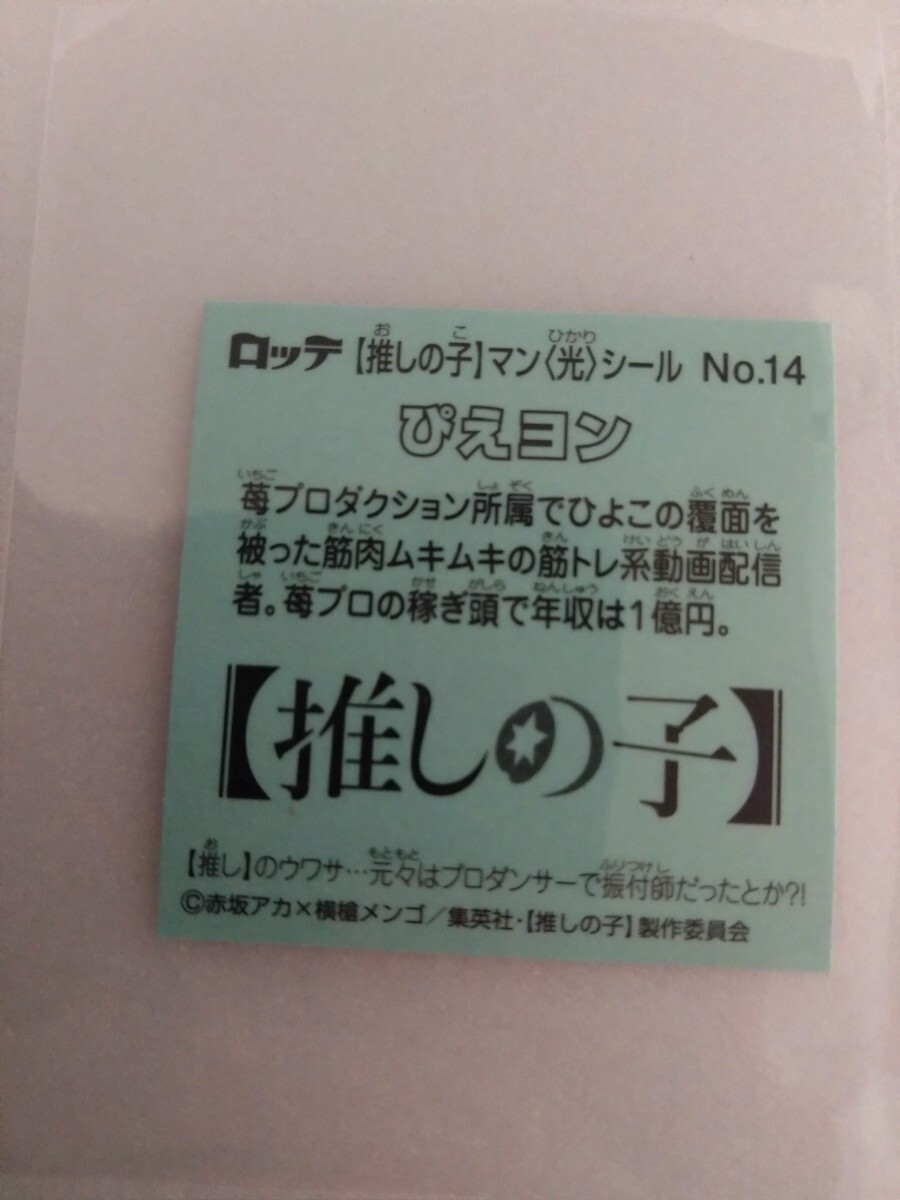 ロッテ 【推しの子】マン〈光〉シール No.14
ぴえヨン
苺プロダクション所属でひよこの覆面を
被った筋肉ムキムキの筋トレ系動画配信
者。苺プロの稼ぎ頭で年収は1億円。
【推しの子】
【推し】のウワサ…元々はプロダンサーで振付師だったとか?!
©赤坂アカ×横槍メンゴ/集英社・【推しの子】製作委員会